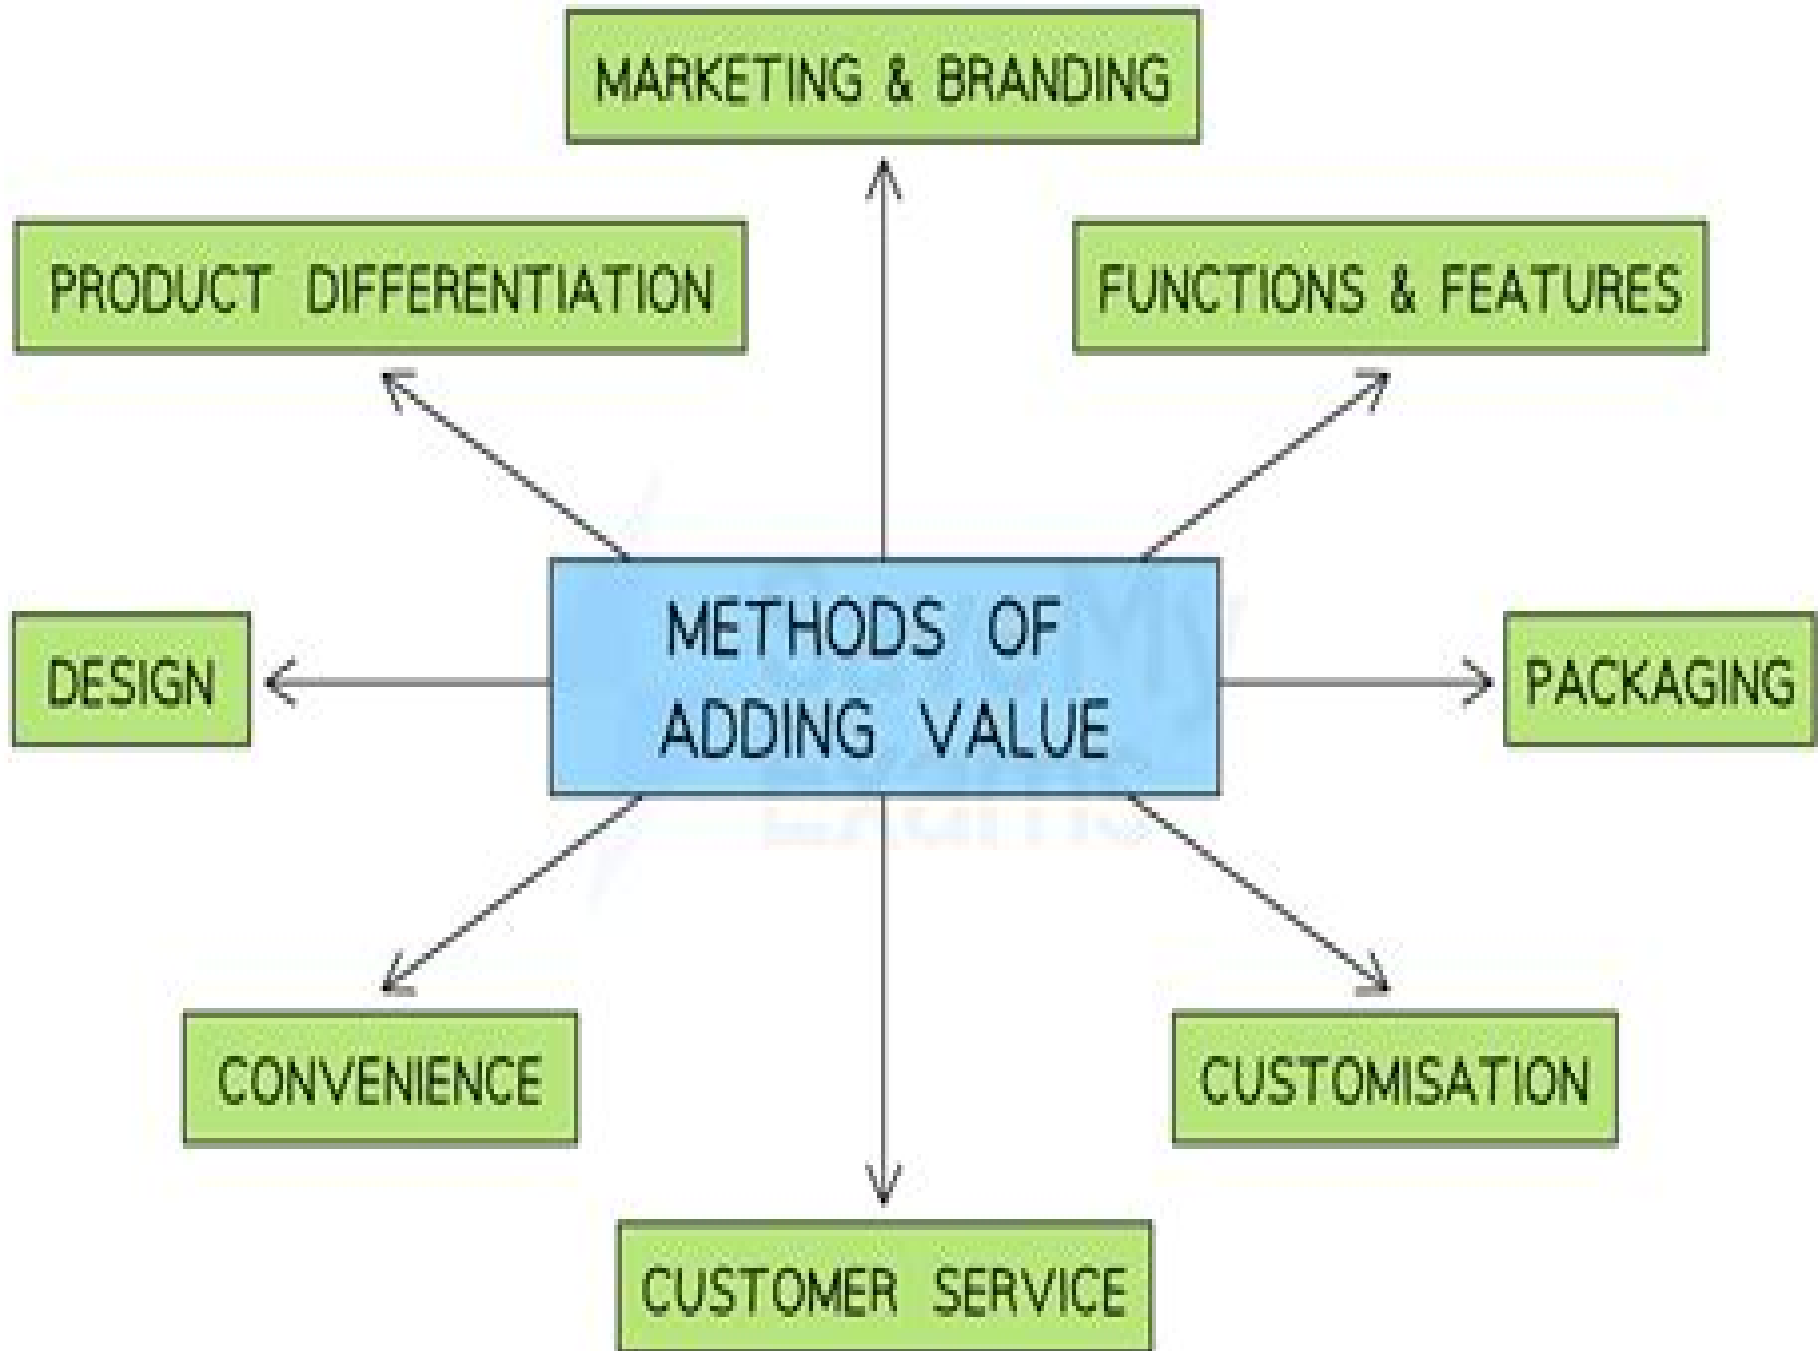 MARKETING & BRANDING
PRODUCT DIFFERENTIATION
FUNCTIONS & FEATURES
METHODS OF
ADDING VALUE
DESIGN
PACKAGING
CONVENIENCE
CUSTOMISATION
CUSTOMER SERVICE